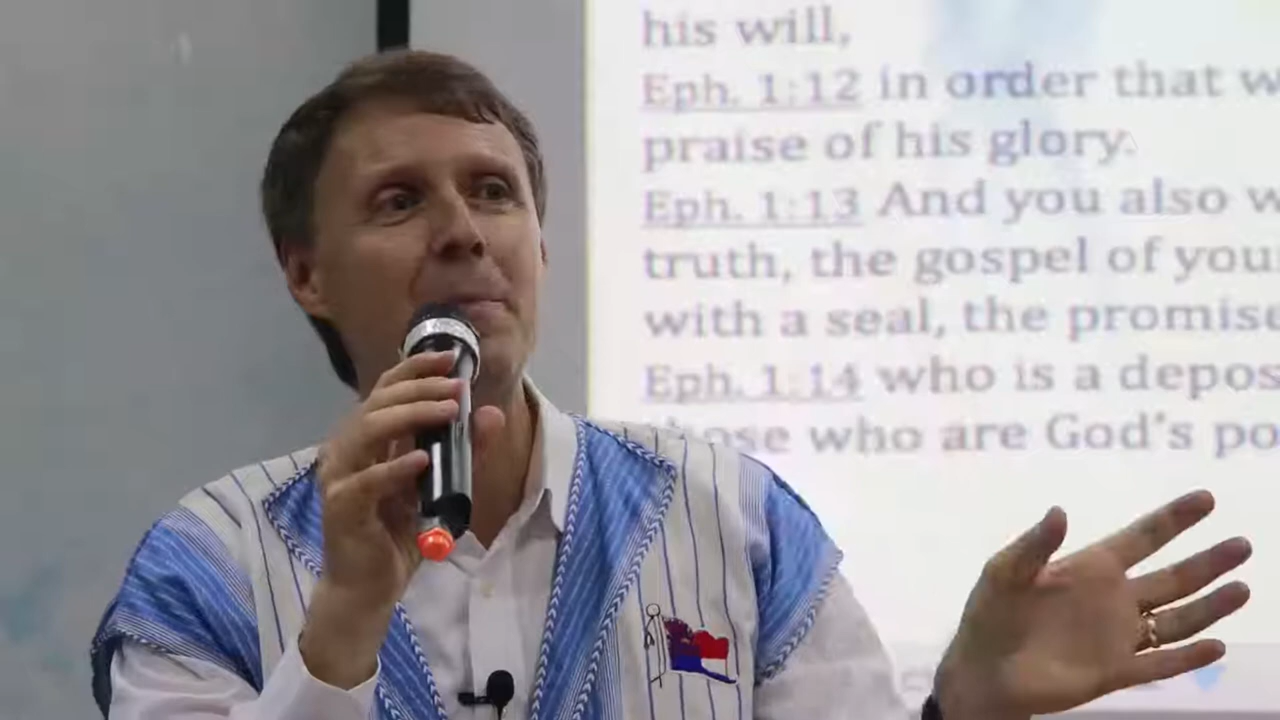 his will,
Eph. 1:12 in order that w
praise of his glory.
Eph. 1:13 And you also w
truth, the gospel of your
with a seal, the promise
Eph. 1:14 who is a depos
those who are God's po